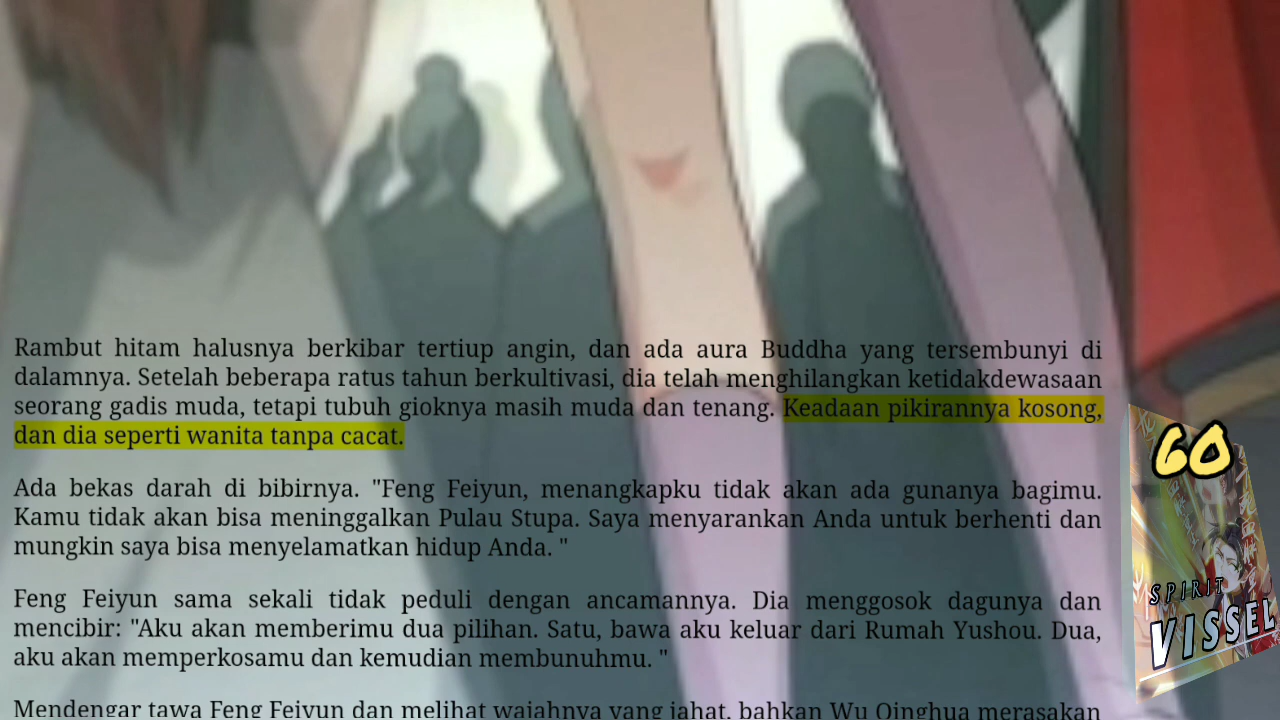 Rambut hitam halusnya berkibar tertiup angin, dan ada aura Buddha yang tersembunyi di
dalamnya. Setelah beberapa ratus tahun berkultivasi, dia telah menghilangkan ketidakdewasaan
seorang gadis muda, tetapi tubuh gioknya masih muda dan tenang. Keadaan pikirannya kosong,
dan dia seperti wanita tanpa cacat.
Ada bekas darah di bibirnya. "Feng Feiyun, menangkapku tidak akan ada gunanya bagimu.
Kamu tidak akan bisa meninggalkan Pulau Stupa. Saya menyarankan Anda untuk berhenti dan
mungkin saya bisa menyelamatkan hidup Anda. "
Feng Feiyun sama sekali tidak peduli dengan ancamannya. Dia menggosok dagunya dan
mencibir: "Aku akan memberimu dua pilihan. Satu, bawa aku keluar dari Rumah Yushou. Dua,
aku akan memperkosamu dan kemudian membunuhmu. "
Mendengar tawa Feng Feiyun dan melihat wajahnya yang jahat, bahkan Wu Qinghua merasakan
60
SPIRIT
VISSEL